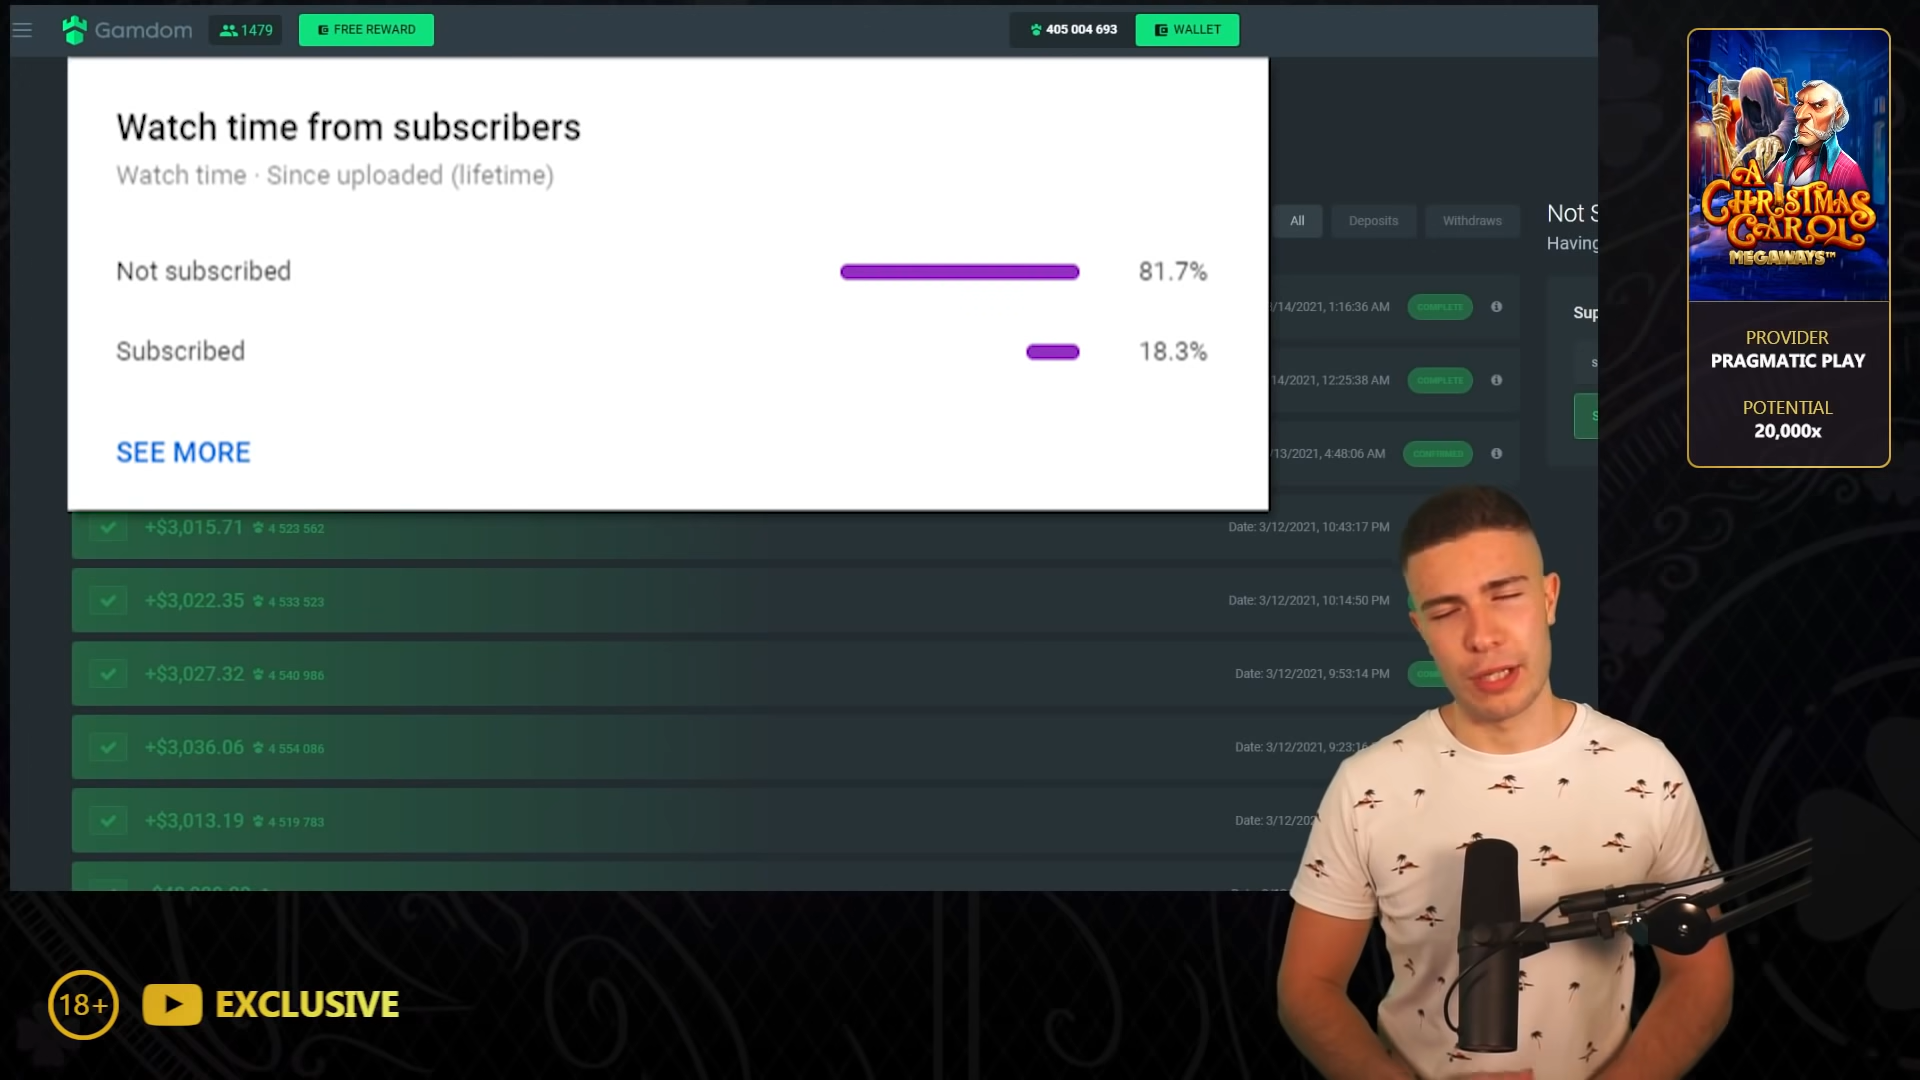 Gamdom
1479
FREE REWARD
405 004 693
WALLET
Watch time from subscribers
Watch time · Since uploaded (lifetime)
Not subscribed
81.7%
Subscribed
18.3%
SEE MORE
All
Deposits
Withdraws
Not S
Having
/14/2021, 1:16:36 AM
COMPLETE
14/2021, 12:25:38 AM
COMPLETE
/13/2021, 4:48:06 AM
CONFIRMED
Sup
+$3,015.71 4 523 562
Date: 3/12/2021, 10:43:17 PM
+$3,022.35 4 533 523
Date: 3/12/2021, 10:14:50 PM
+$3,027.32 4 540 986
Date: 3/12/2021, 9:53:14 PM
+$3,036.06 4 554 086
Date: 3/12/2021, 9:23:16
+$3,013.19 4 519 783
Date: 3/12/202
A
CHRISTMAS
CAROL
MEGAWAYS™
PROVIDER
PRAGMATIC PLAY
POTENTIAL
20,000x
18+
EXCLUSIVE